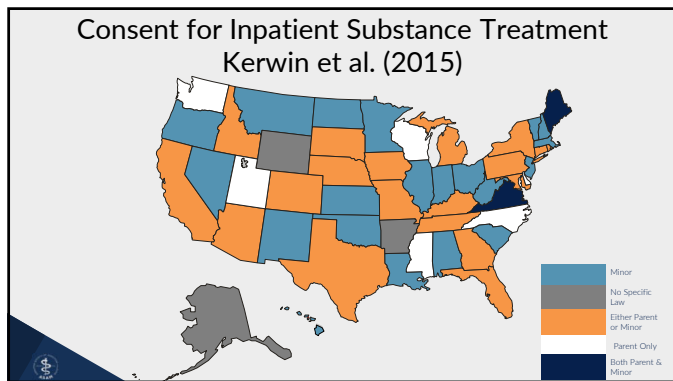 Consent for Inpatient Substance Treatment
Kerwin et al. (2015)
Minor
No Specific
Law
Either Parent
or Minor
Parent Only
Both Parent &
Minor
ASAM